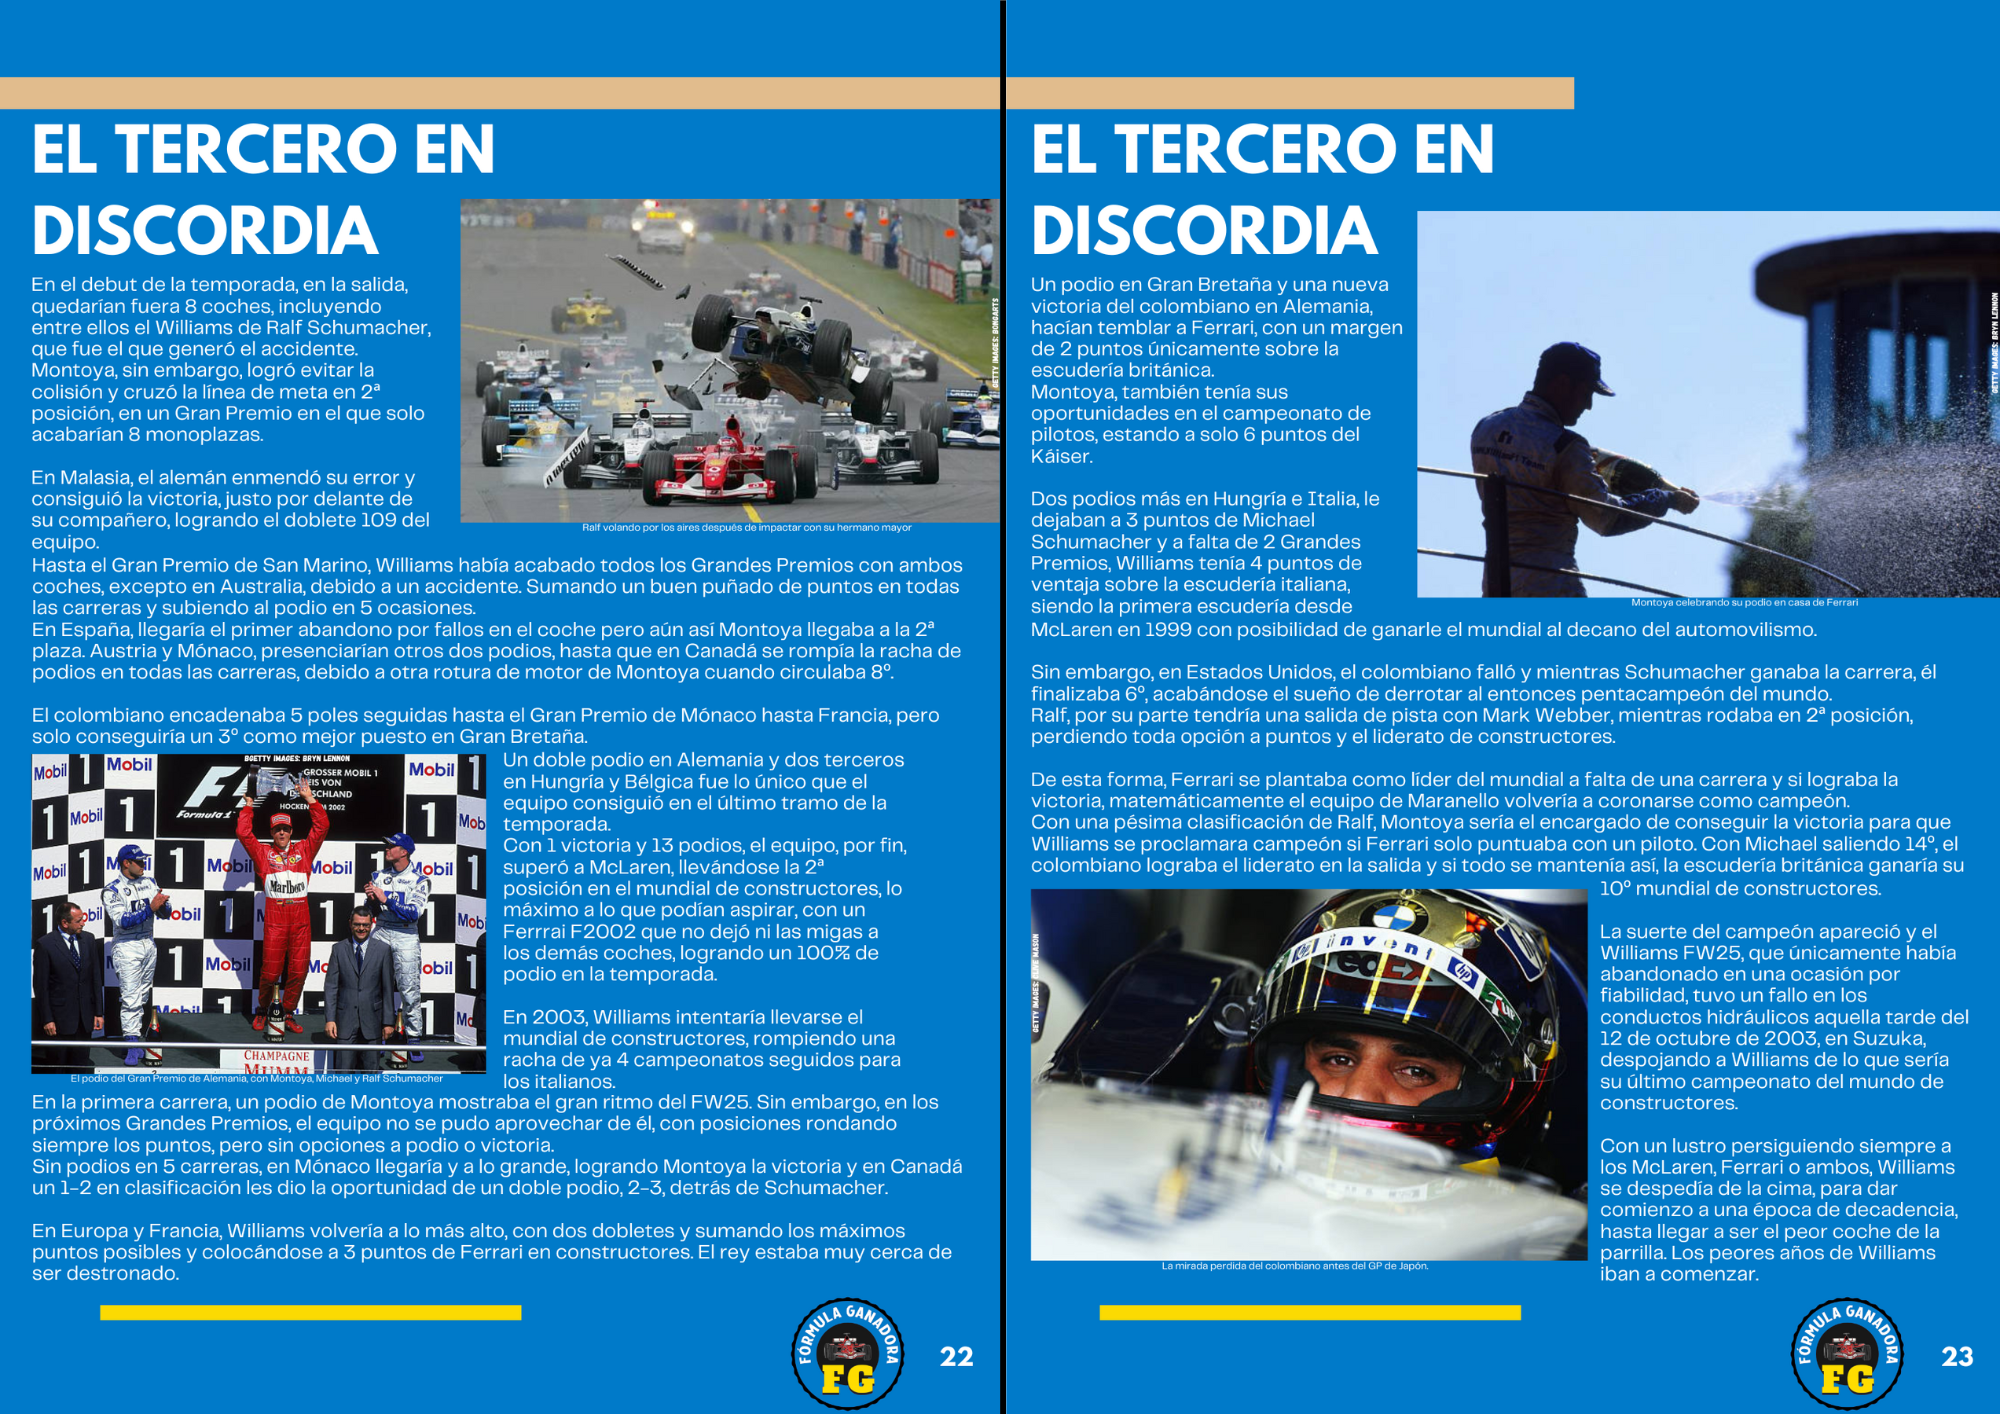 EL TERCERO EN
DISCORDIA
En el debut de la temporada, en la salida,
quedarían fuera 8 coches, incluyendo
entre ellos el Williams de Ralf Schumacher,
que fue el que generó el accidente.
Montoya, sin embargo, logró evitar la
colisión y cruzó la línea de meta en 2ª
posición, en un Gran Premio en el que solo
acabarían 8 monoplazas.
En Malasia, el alemán enmendó su error y
consiguió la victoria, justo por delante de
su compañero, logrando el doblete 109 del
equipo.
GETTY IMAGES: BONGARTS
Ralf volando por los aires después de impactar con su hermano mayor
Hasta el Gran Premio de San Marino, Williams había acabado todos los Grandes Premios con ambos
coches, excepto en Australia, debido a un accidente. Sumando un buen puñado de puntos en todas
las carreras y subiendo al podio en 5 ocasiones.
En España, llegaría el primer abandono por fallos en el coche pero aún así Montoya llegaba a la 2ª
plaza. Austria y Mónaco, presenciarían otros dos podios, hasta que en Canadá se rompía la racha de
podios en todas las carreras, debido a otra rotura de motor de Montoya cuando circulaba 8º.
El colombiano encadenaba 5 poles seguidas hasta el Gran Premio de Mónaco hasta Francia, pero
solo conseguiría un 3º como mejor puesto en Gran Bretaña.
GETTY IMAGES: BRYN LENNON
Mobil 1
Formula 1
GROSSER MOBIL 1
Marlboro
CHAMPAGNE
MUMM
El podio del Gran Premio de Alemania, con Montoya, Michael y Ralf Schumacher
Un doble podio en Alemania y dos terceros
en Hungría y Bélgica fue lo único que el
equipo consiguió en el último tramo de la
temporada.
Con 1 victoria y 13 podios, el equipo, por fin,
superó a McLaren, llevándose la 2ª
posición en el mundial de constructores, lo
máximo a lo que podían aspirar, con un
Ferrrai F2002 que no dejó ni las migas a
los demás coches, logrando un 100% de
podio en la temporada.
En 2003, Williams intentaría llevarse el
mundial de constructores, rompiendo una
racha de ya 4 campeonatos seguidos para
los italianos.
En la primera carrera, un podio de Montoya mostraba el gran ritmo del FW25. Sin embargo, en los
próximos Grandes Premios, el equipo no se pudo aprovechar de él, con posiciones rondando
siempre los puntos, pero sin opciones a podio o victoria.
Sin podios en 5 carreras, en Mónaco llegaría y a lo grande, logrando Montoya la victoria y en Canadá
un 1-2 en clasificación les dio la oportunidad de un doble podio, 2-3, detrás de Schumacher.
En Europa y Francia, Williams volvería a lo más alto, con dos dobletes y sumando los máximos
puntos posibles y colocándose a 3 puntos de Ferrari en constructores. El rey estaba muy cerca de
ser destronado.
FÓRMULA GANADORA
FG
22
EL TERCERO EN
DISCORDIA
Un podio en Gran Bretaña y una nueva
victoria del colombiano en Alemania,
hacían temblar a Ferrari, con un margen
de 2 puntos únicamente sobre la
escudería británica.
Montoya, también tenía sus
oportunidades en el campeonato de
pilotos, estando a solo 6 puntos del
Káiser.
Dos podios más en Hungría e Italia, le
dejaban a 3 puntos de Michael
Schumacher y a falta de 2 Grandes
Premios, Williams tenía 4 puntos de
ventaja sobre la escudería italiana,
siendo la primera escudería desde
McLaren en 1999 con posibilidad de ganarle el mundial al decano del automovilismo.
GETTY IMAGES: BRYN LENNON
Montoya celebrando su podio en casa de Ferrari
Sin embargo, en Estados Unidos, el colombiano falló y mientras Schumacher ganaba la carrera, él
finalizaba 6º, acabándose el sueño de derrotar al entonces pentacampeón del mundo.
Ralf, por su parte tendría una salida de pista con Mark Webber, mientras rodaba en 2ª posición,
perdiendo toda opción a puntos y el liderato de constructores.
De esta forma, Ferrari se plantaba como líder del mundial a falta de una carrera y si lograba la
victoria, matemáticamente el equipo de Maranello volvería a coronarse como campeón.
Con una pésima clasificación de Ralf, Montoya sería el encargado de conseguir la victoria para que
Williams se proclamara campeón si Ferrari solo puntuaba con un piloto. Con Michael saliendo 14º, el
colombiano lograba el liderato en la salida y si todo se mantenía así, la escudería británica ganaría su
10º mundial de constructores.
GETTY IMAGES: CLIVE MASON
BMW
invent
hp
FedEx
La mirada perdida del colombiano antes del GP de Japón.
La suerte del campeón apareció y el
Williams FW25, que únicamente había
abandonado en una ocasión por
fiabilidad, tuvo un fallo en los
conductos hidráulicos aquella tarde del
12 de octubre de 2003, en Suzuka,
despojando a Williams de lo que sería
su último campeonato del mundo de
constructores.
Con un lustro persiguiendo siempre a
los McLaren, Ferrari o ambos, Williams
se despedía de la cima, para dar
comienzo a una época de decadencia,
hasta llegar a ser el peor coche de la
parrilla. Los peores años de Williams
iban a comenzar.
FÓRMULA GANADORA
FG
23